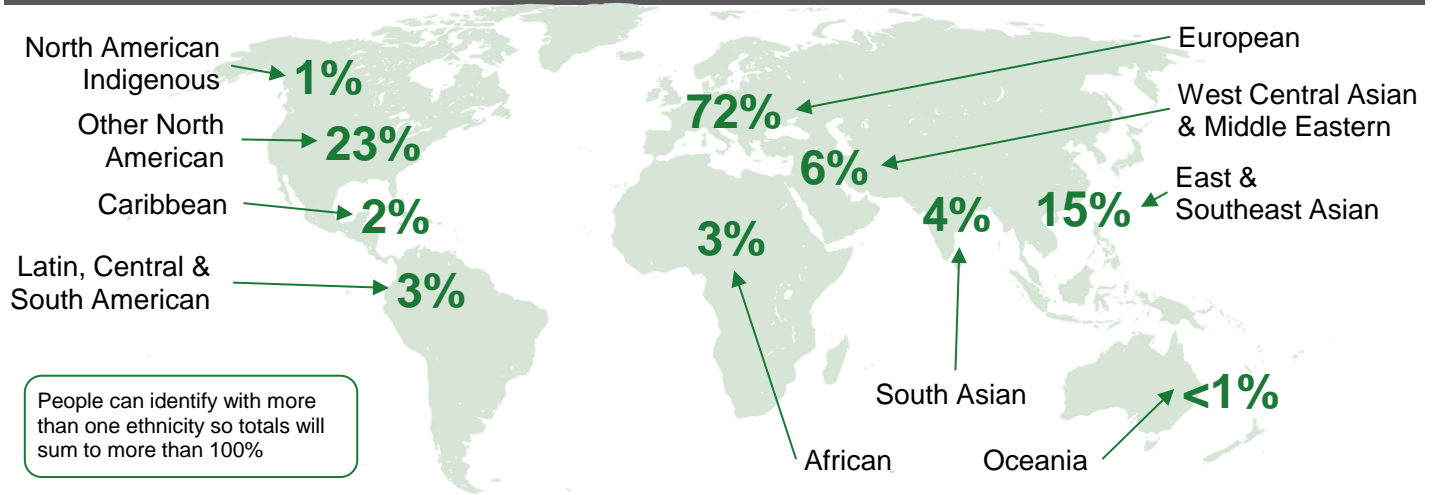 North American
Indigenous
1%
Other North
American
23%
Caribbean
2%
Latin, Central &
South American
3%
European
72%
West Central Asian
& Middle Eastern
6%
East &
Southeast Asian
15%
South Asian
4%
African
3%
Oceania
<1%
People can identify with more
than one ethnicity so totals will
sum to more than 100%